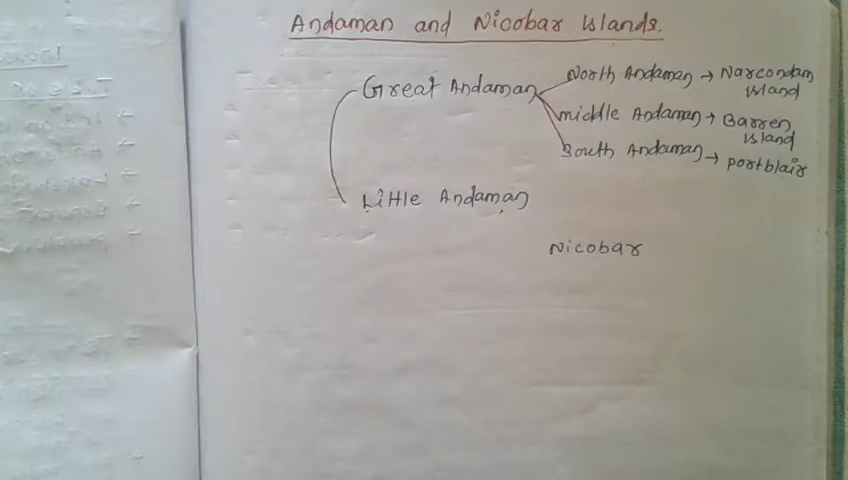 Andaman and Nicobar Islands.
Great Andaman
North Andaman → Narcondam
island
middle Andaman → Barren
island
South Andaman → portblair
Little Andaman
Nicobar